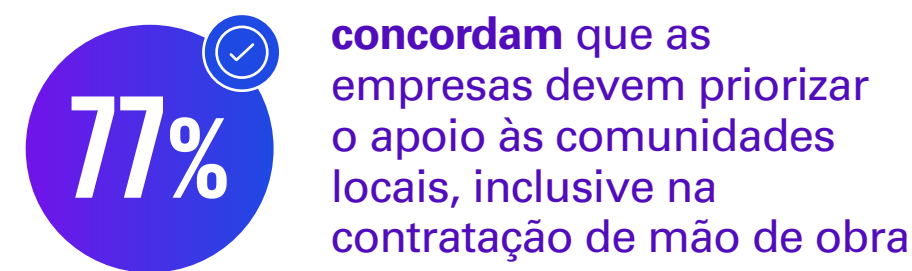 77%
concordam que as
empresas devem priorizar
o apoio às comunidades
locais, inclusive na
contratação de mão de obra